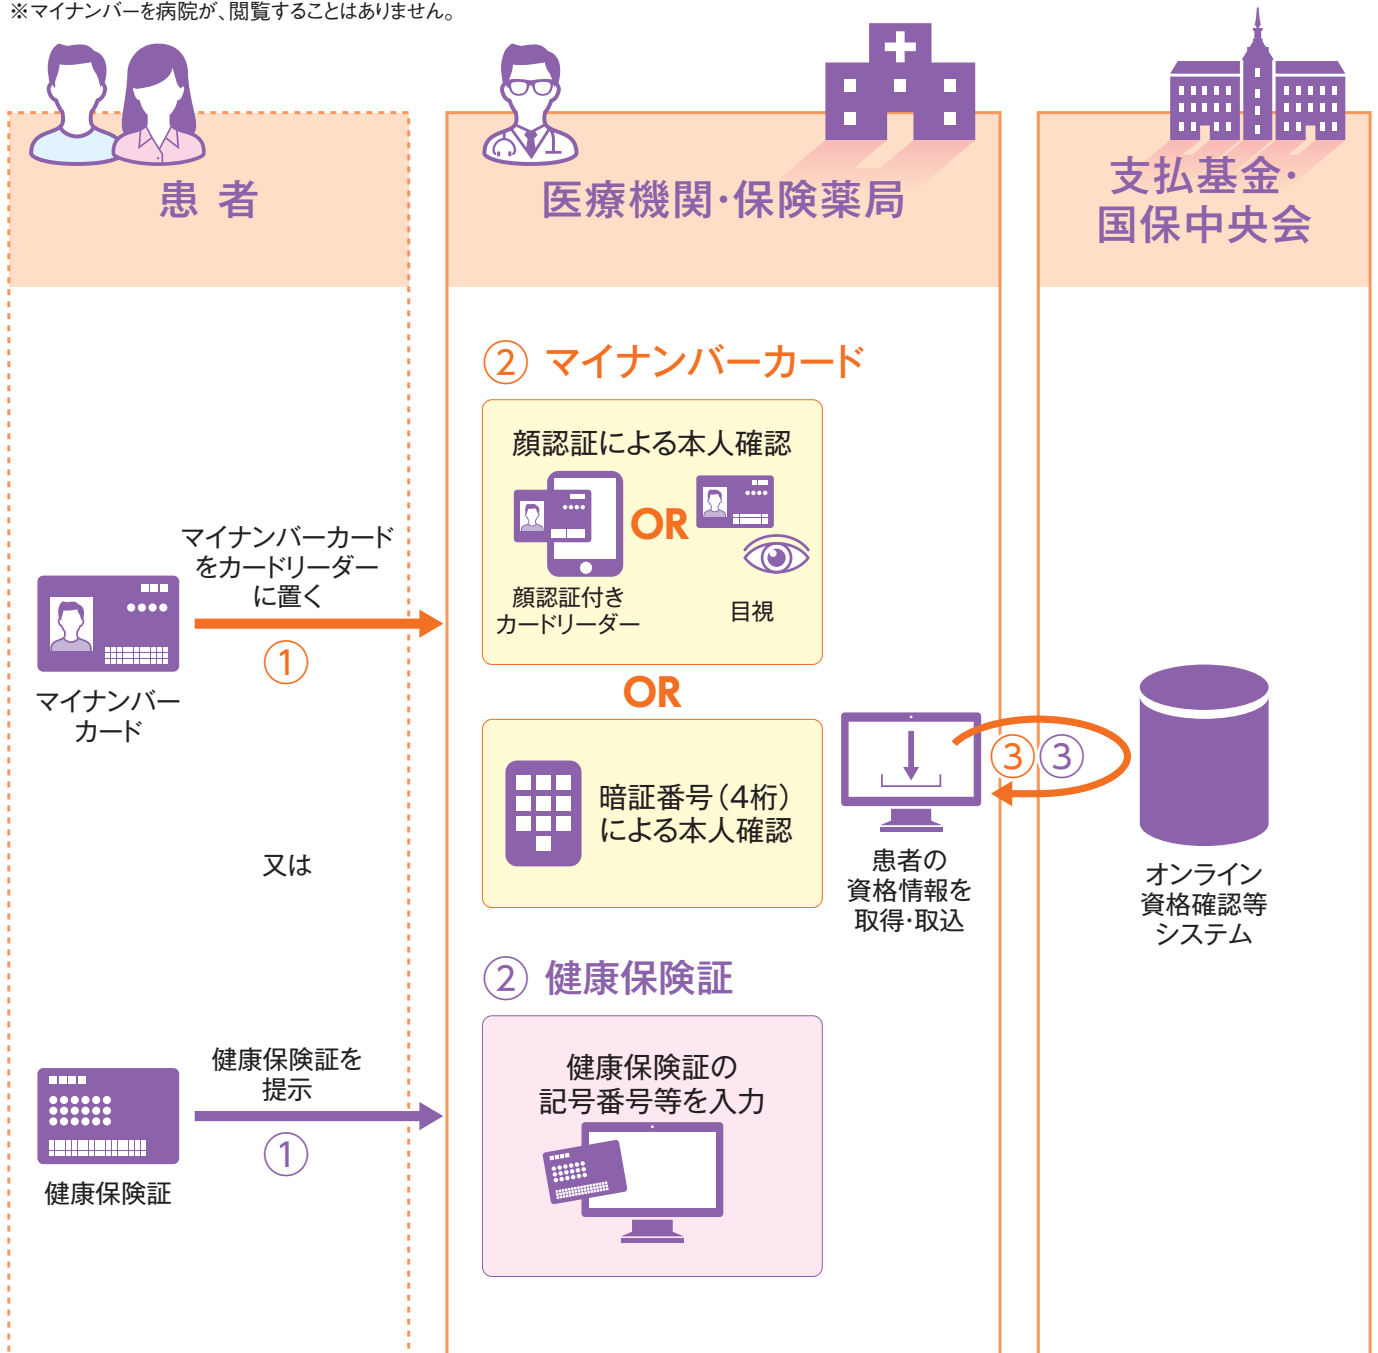 ※マイナンバーを病院が、閲覧することはありません。
患者
医療機関・保険薬局
支払基金・
国保中央会
② マイナンバーカード
顔認証による本人確認
OR
顔認証付き
カードリーダー
目視
マイナンバーカード
をカードリーダー
に置く
①
マイナンバー
カード
OR
暗証番号（4桁）
による本人確認
③
③
患者の
資格情報を
取得・取込
オンライン
資格確認等
システム
又は
② 健康保険証
健康保険証の
記号番号等を入力
健康保険証を
提示
①
健康保険証